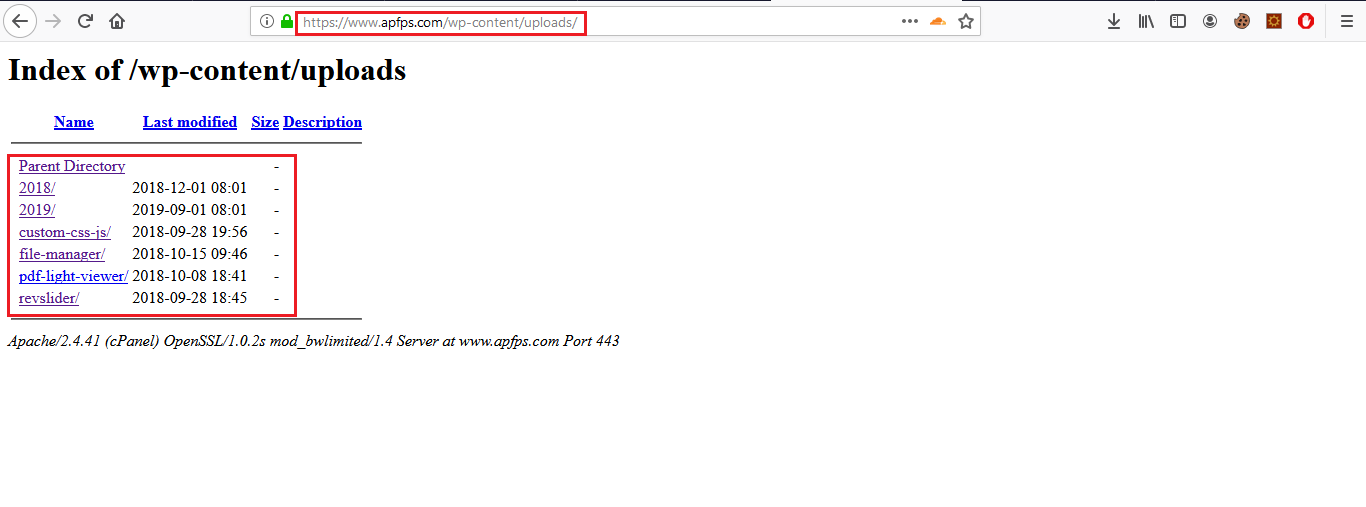 https://www.apfps.com/wp-content/uploads/
Index of /wp-content/uploads
Name Last modified Size Description
Parent Directory -
2018/ 2018-12-01 08:01 -
2019/ 2019-09-01 08:01 -
custom-css-js/ 2018-09-28 19:56 -
file-manager/ 2018-10-15 09:46 -
pdf-light-viewer/ 2018-10-08 18:41 -
revslider/ 2018-09-28 18:45 -
Apache/2.4.41 (cPanel) OpenSSL/1.0.2s mod_bwlimited/1.4 Server at www.apfps.com Port 443